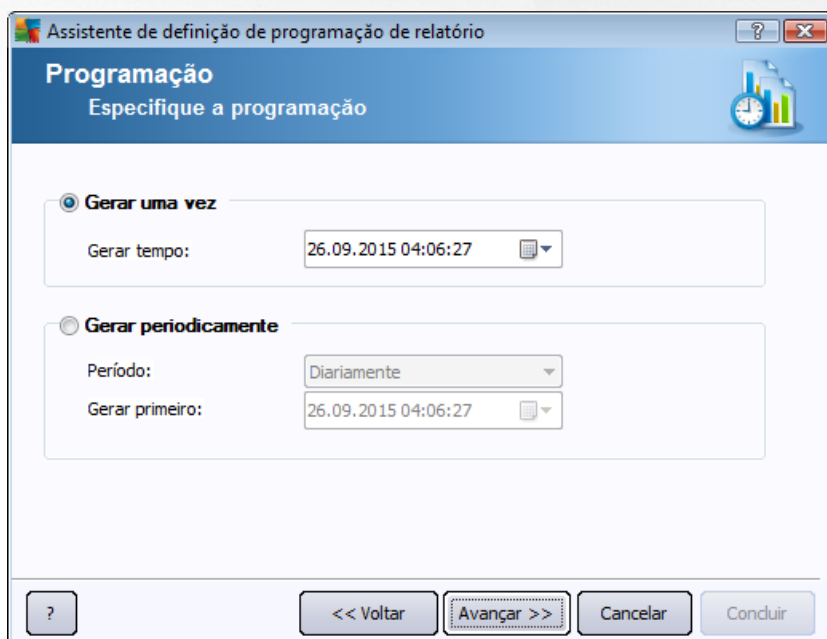 Assistente de definição de programação de relatório
?
Programação
Especifique a programação
Gerar uma vez
Gerar tempo: 26.09.2015 04:06:27
Gerar periodicamente
Período: Diariamente
Gerar primeiro: 26.09.2015 04:06:27
? << Voltar Avançar >> Cancelar Concluir